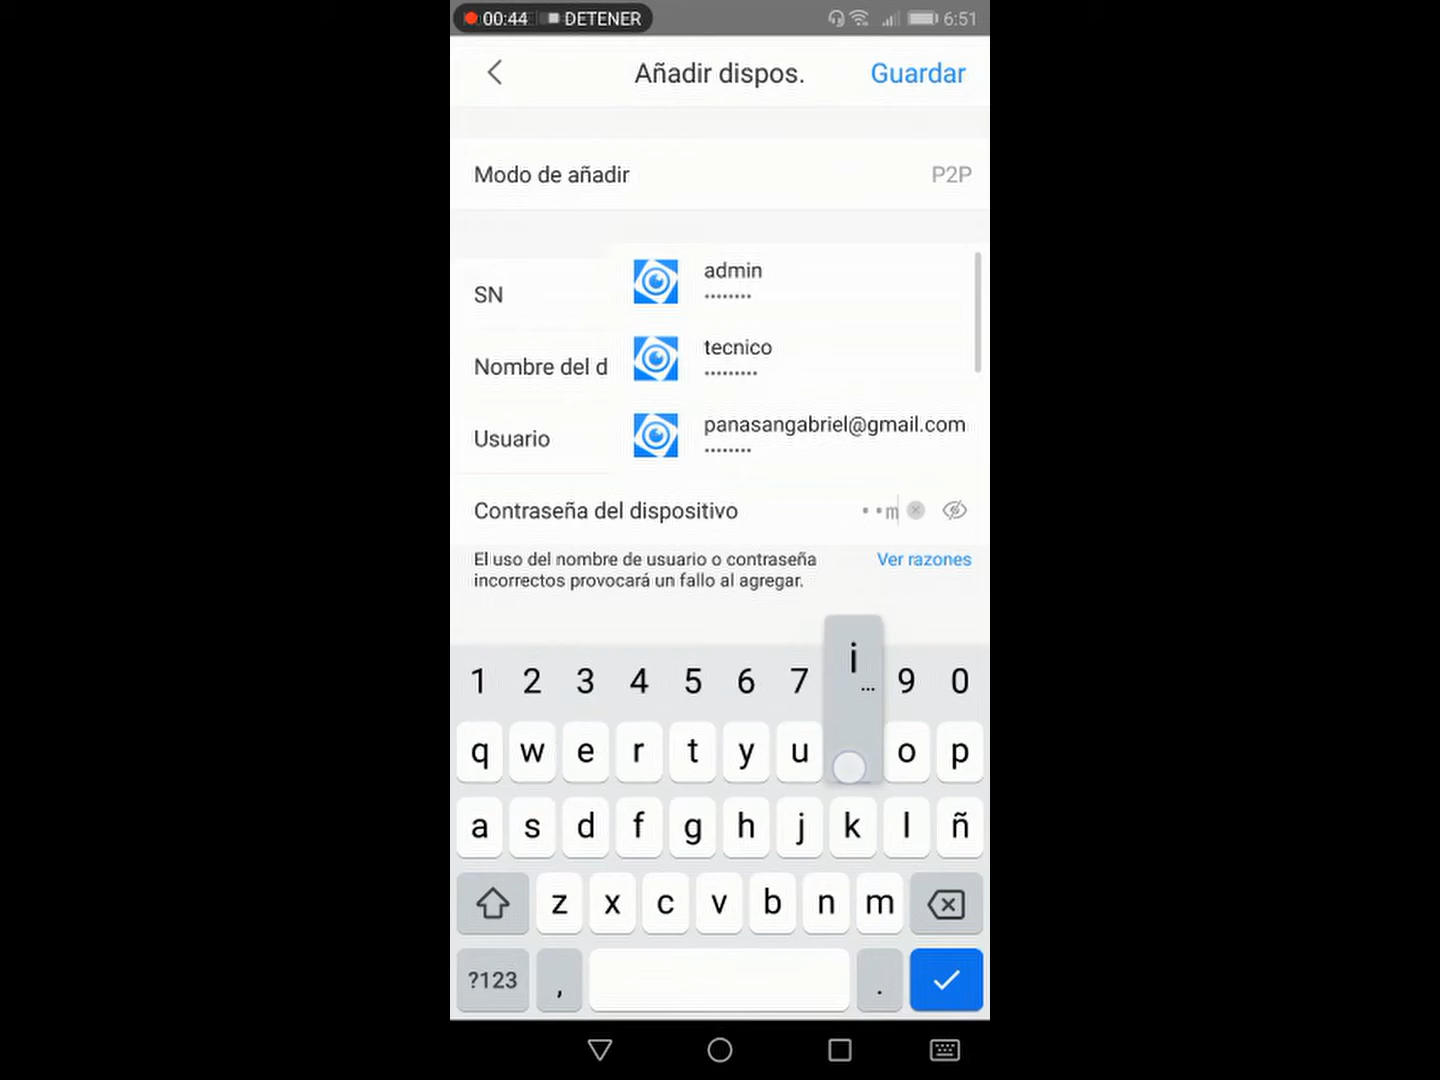 00:44 DETENER 6:51
Añadir dispos. Guardar
Modo de añadir P2P
SN
Nombre del d
Usuario
admin
••••••••
tecnico
•••••••••
panasangabriel@gmail.com
••••••••
Contraseña del dispositivo ••m
El uso del nombre de usuario o contraseña
incorrectos provocará un fallo al agregar.
Ver razones
1 2 3 4 5 6 7 i... 9 0
q w e r t y u o p
a s d f g h j k l ñ
z x c v b n m
?123 , .